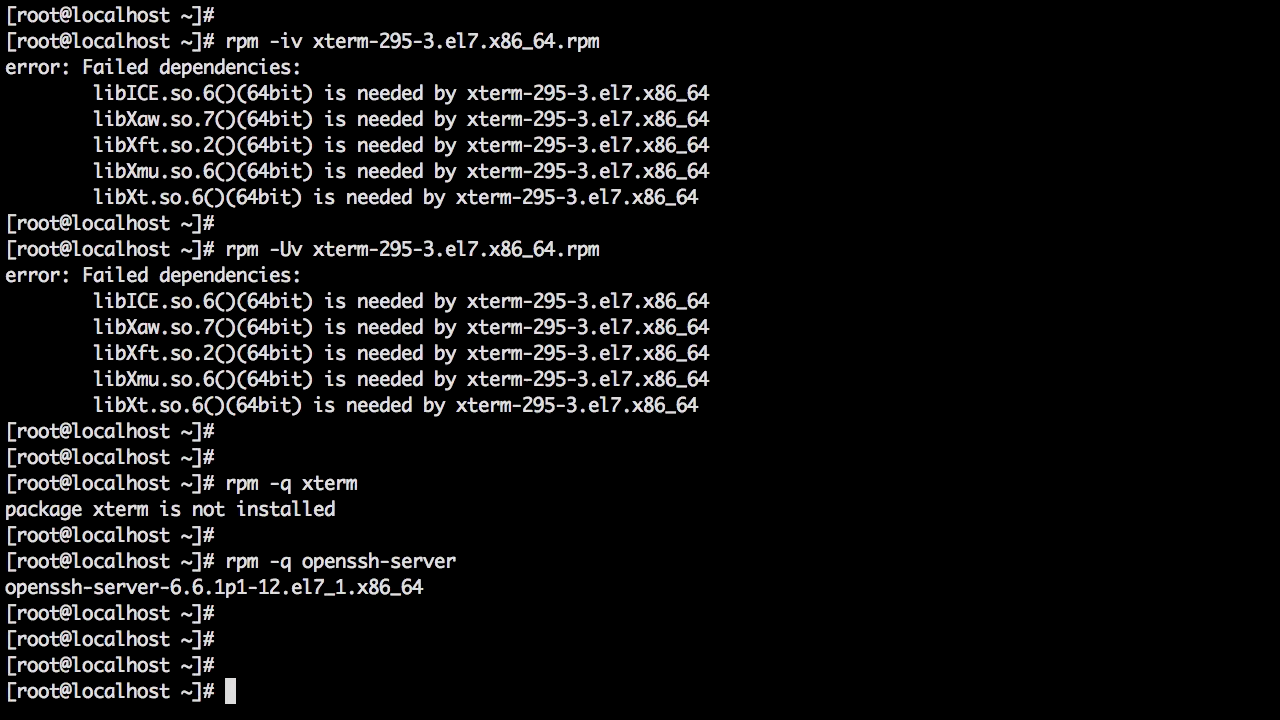 [root@localhost ~]#
[root@localhost ~]# rpm -iv xterm-295-3.el7.x86_64.rpm
error: Failed dependencies:
        libICE.so.6()(64bit) is needed by xterm-295-3.el7.x86_64
        libXaw.so.7()(64bit) is needed by xterm-295-3.el7.x86_64
        libXft.so.2()(64bit) is needed by xterm-295-3.el7.x86_64
        libXmu.so.6()(64bit) is needed by xterm-295-3.el7.x86_64
        libXt.so.6()(64bit) is needed by xterm-295-3.el7.x86_64
[root@localhost ~]#
[root@localhost ~]# rpm -Uv xterm-295-3.el7.x86_64.rpm
error: Failed dependencies:
        libICE.so.6()(64bit) is needed by xterm-295-3.el7.x86_64
        libXaw.so.7()(64bit) is needed by xterm-295-3.el7.x86_64
        libXft.so.2()(64bit) is needed by xterm-295-3.el7.x86_64
        libXmu.so.6()(64bit) is needed by xterm-295-3.el7.x86_64
        libXt.so.6()(64bit) is needed by xterm-295-3.el7.x86_64
[root@localhost ~]#
[root@localhost ~]#
[root@localhost ~]# rpm -q xterm
package xterm is not installed
[root@localhost ~]#
[root@localhost ~]# rpm -q openssh-server
openssh-server-6.6.1p1-12.el7_1.x86_64
[root@localhost ~]#
[root@localhost ~]#
[root@localhost ~]#
[root@localhost ~]#